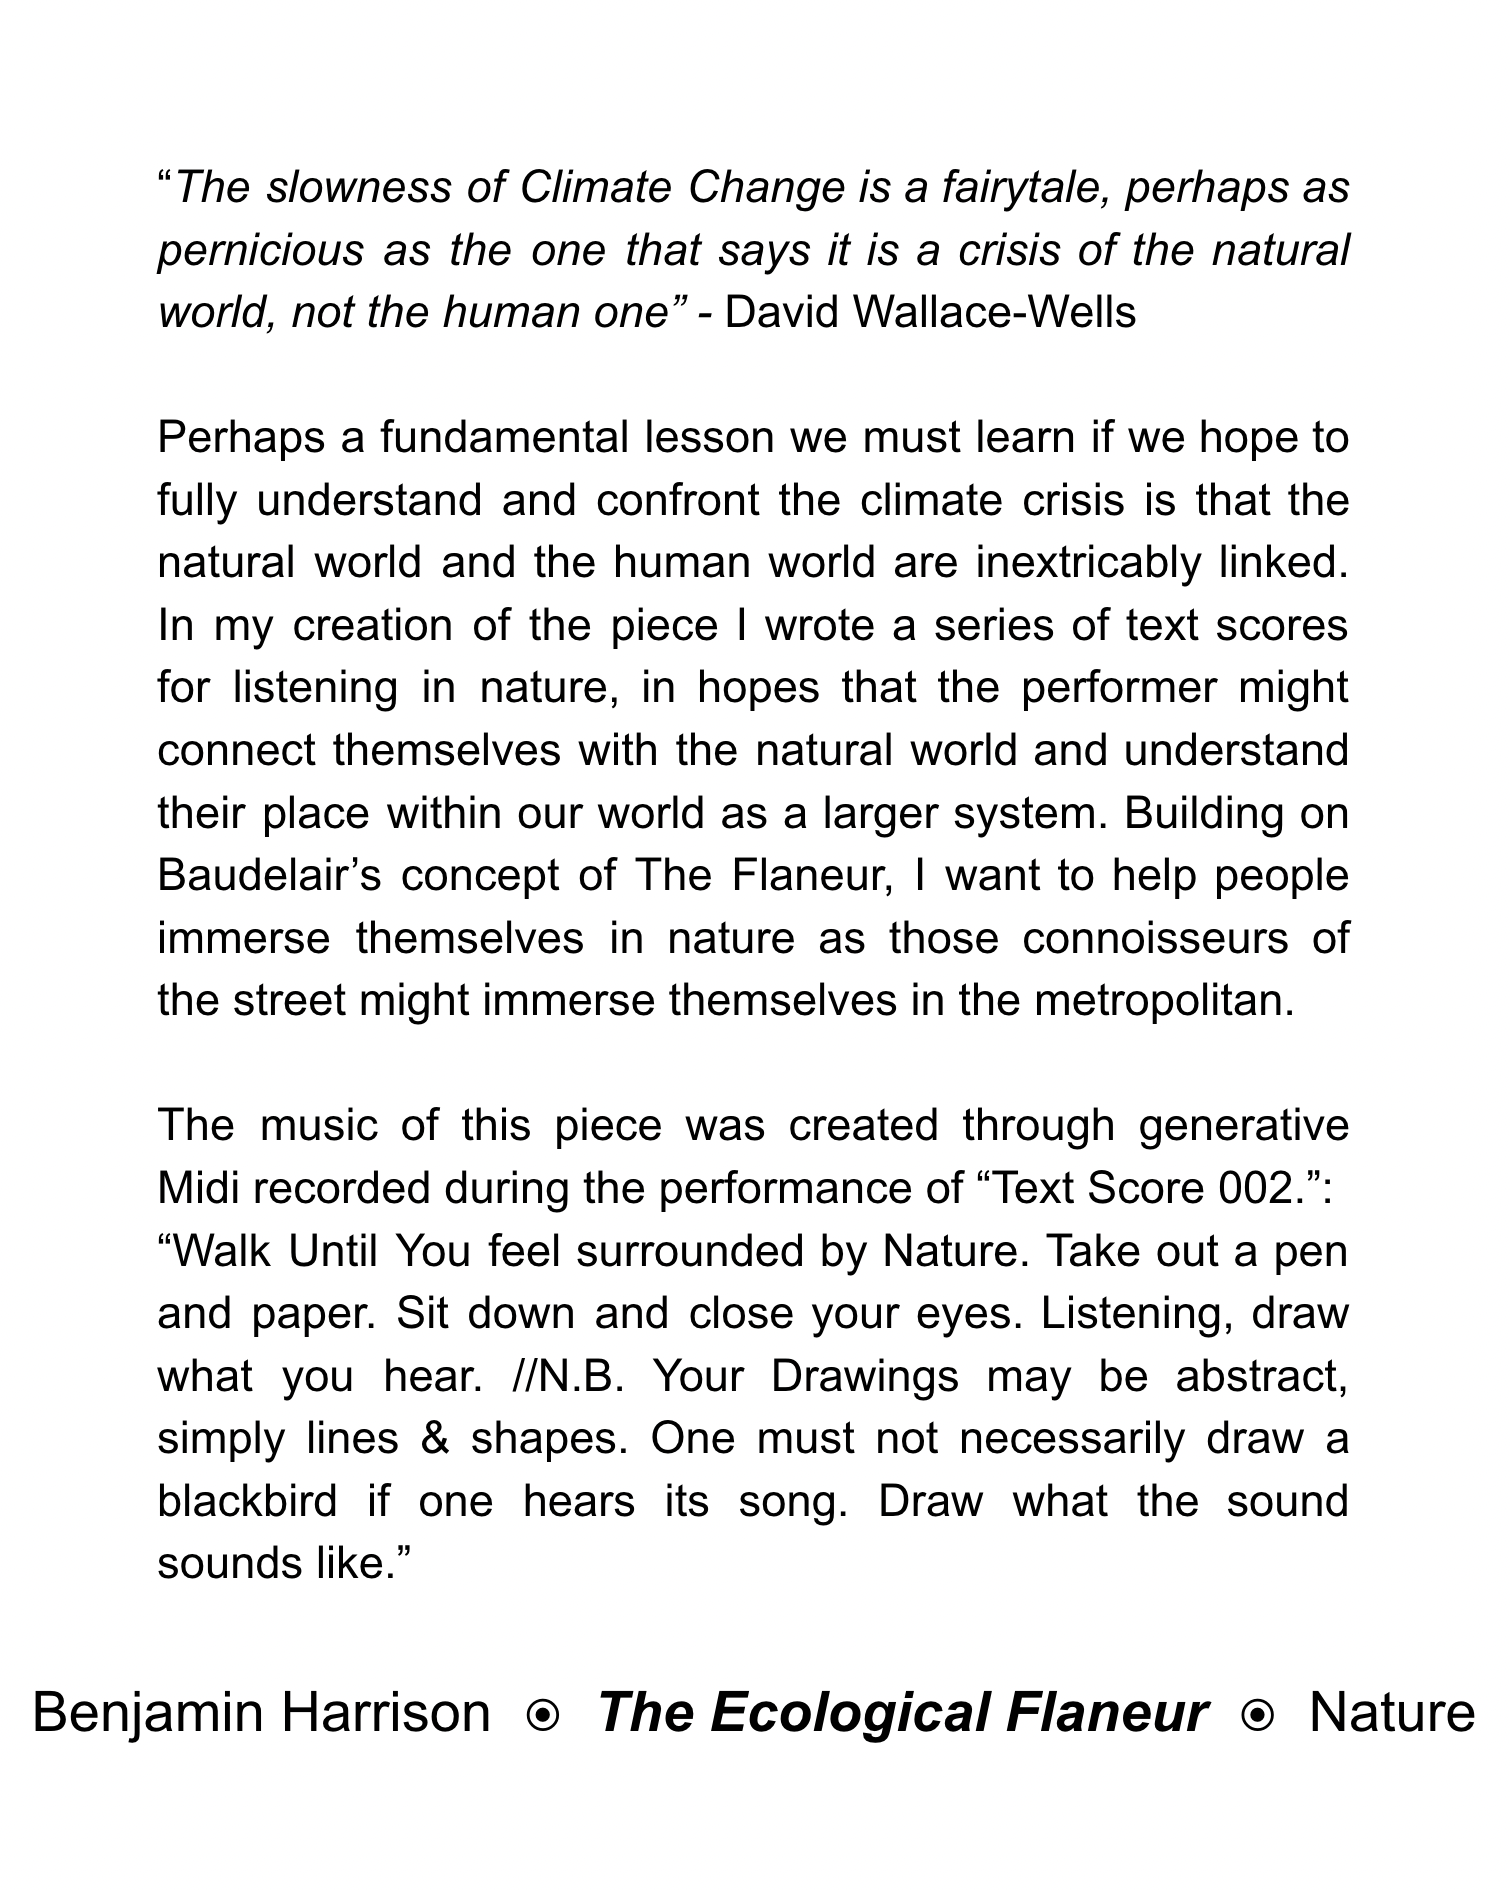 “The slowness of Climate Change is a fairytale, perhaps as
pernicious as the one that says it is a crisis of the natural
world, not the human one” - David Wallace-Wells
Perhaps a fundamental lesson we must learn if we hope to
fully understand and confront the climate crisis is that the
natural world and the human world are inextricably linked.
In my creation of the piece I wrote a series of text scores
for listening in nature, in hopes that the performer might
connect themselves with the natural world and understand
their place within our world as a larger system. Building on
Baudelair’s concept of The Flaneur, I want to help people
immerse themselves in nature as those connoisseurs of
the street might immerse themselves in the metropolitan.
The music of this piece was created through generative
Midi recorded during the performance of “Text Score 002.”:
“Walk Until You feel surrounded by Nature. Take out a pen
and paper. Sit down and close your eyes. Listening, draw
what you hear. //N.B. Your Drawings may be abstract,
simply lines & shapes. One must not necessarily draw a
blackbird if one hears its song. Draw what the sound
sounds like.”
Benjamin Harrison ⦿ The Ecological Flaneur ⦿ Nature